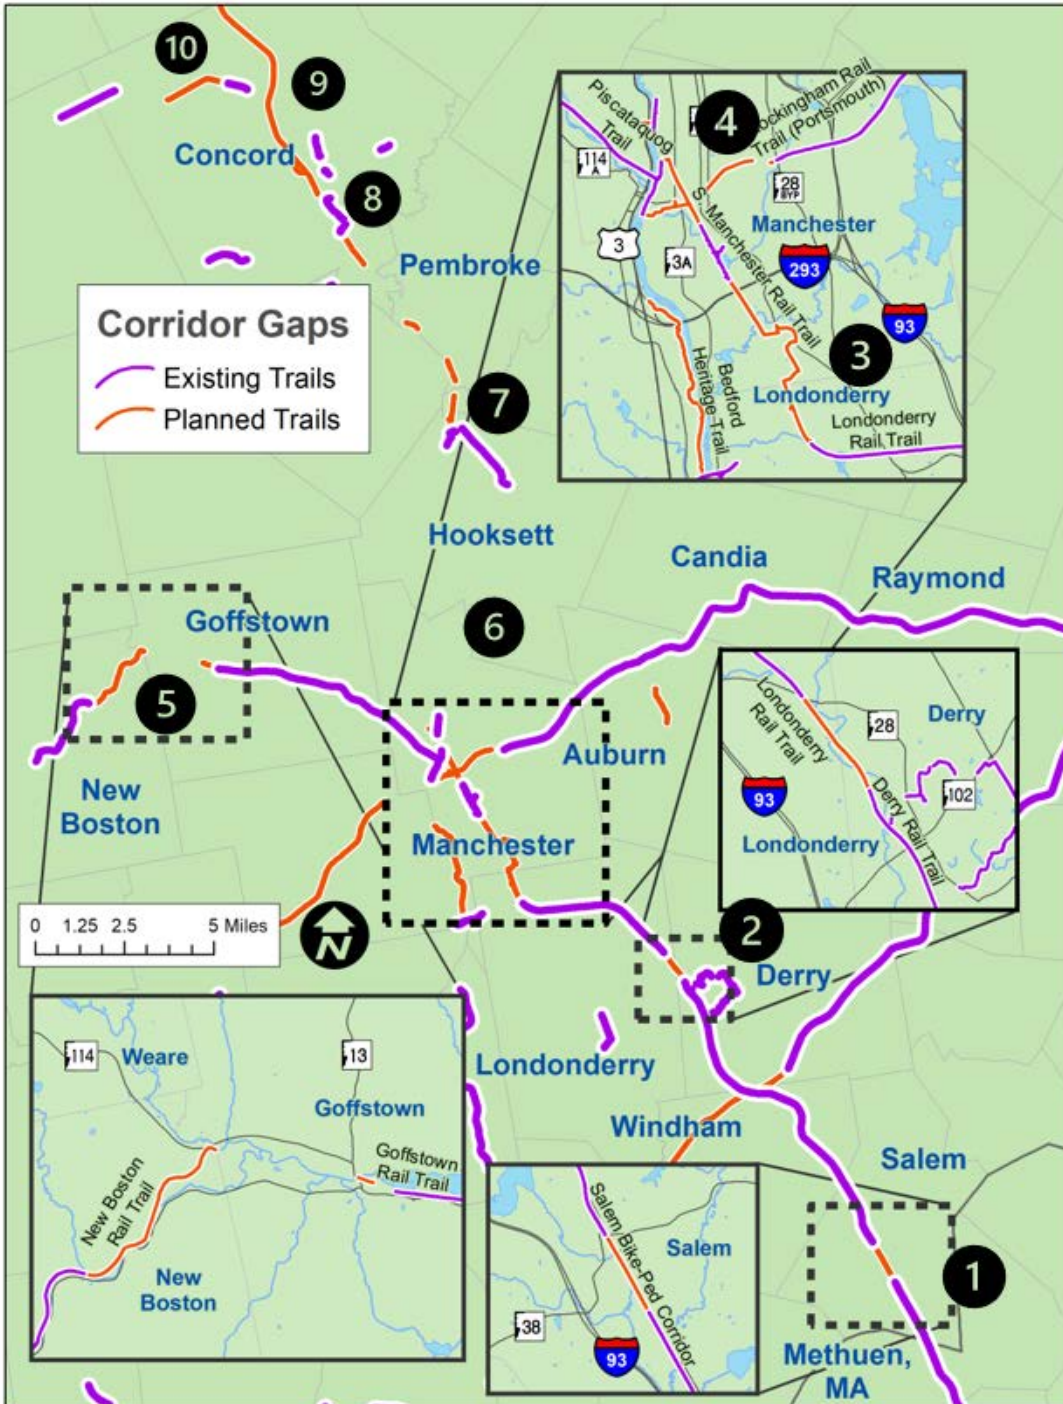 10
9
Concord
8
Pembroke
Corridor Gaps
Existing Trails
Planned Trails
7
Hooksett
Piscataquog
Trail
4
Rockingham Rail
Trail (Portsmouth)
114
A
28
BYP
3
3A
S. Manchester Rail Trail
Manchester
293
93
3
Londonderry
Bedford
Heritage Trail
Londonderry
Rail Trail
Candia
Raymond
6
Goffstown
5
New
Boston
Auburn
Manchester
Londonderry
Rail Trail
28
Derry
93
102
Londonderry
Derry Rail Trail
0 1.25 2.5 5 Miles
N
2
Derry
Londonderry
Windham
Salem
114
Weare
13
Goffstown
Goffstown
Rail Trail
New Boston
Rail Trail
New
Boston
Salem Bike-Ped Corridor
Salem
38
93
1
Methuen,
MA